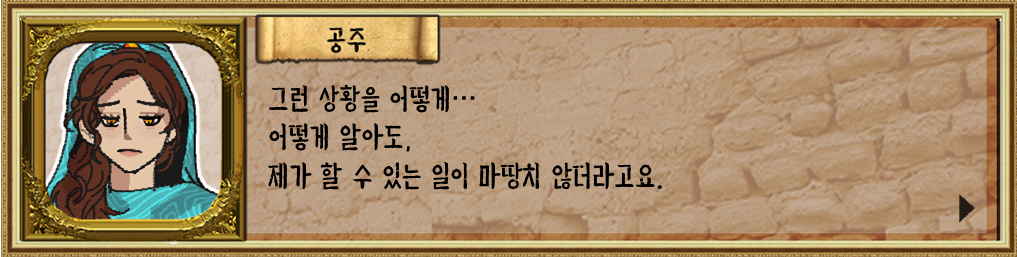 공주
그런 상황을 어떻게…
어떻게 알아도,
제가 할 수 있는 일이 마땅치 않더라고요.